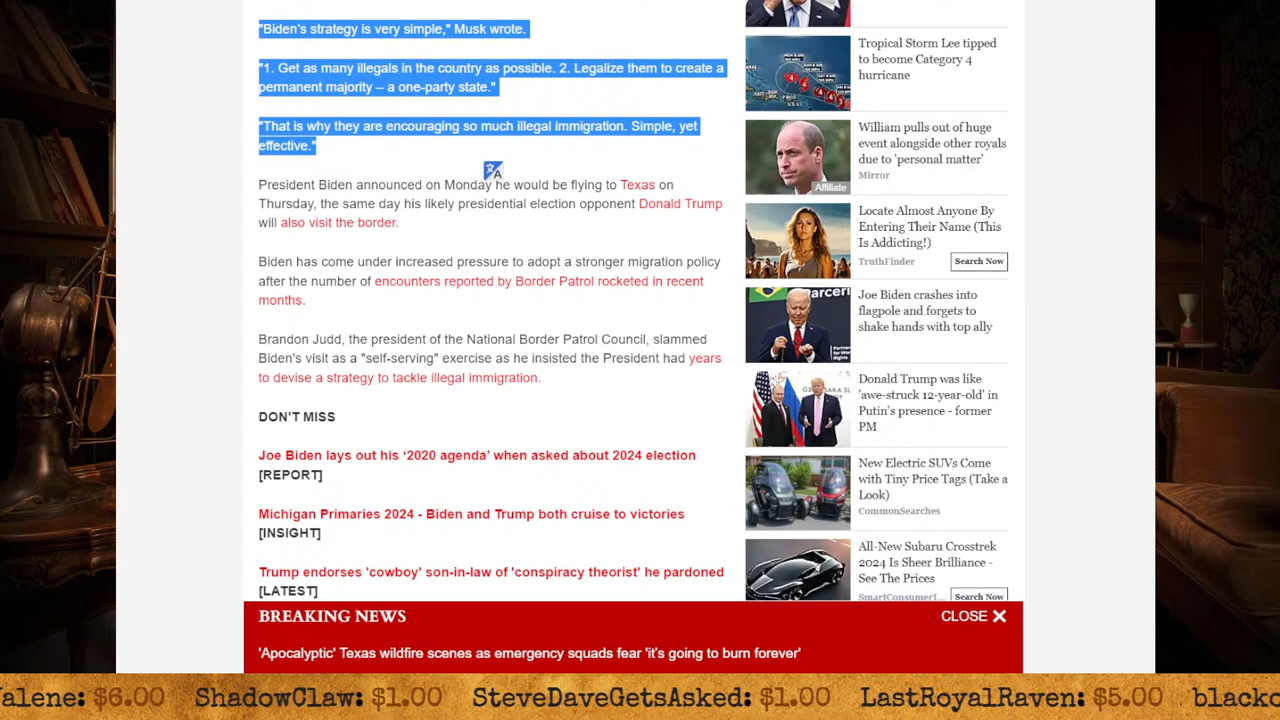 "Biden's strategy is very simple," Musk wrote.
"1. Get as many illegals in the country as possible. 2. Legalize them to create a
permanent majority – a one-party state."
"That is why they are encouraging so much illegal immigration. Simple, yet
effective."
President Biden announced on Monday he would be flying to Texas on
Thursday, the same day his likely presidential election opponent Donald Trump
will also visit the border.
Biden has come under increased pressure to adopt a stronger migration policy
after the number of encounters reported by Border Patrol rocketed in recent
months.
Brandon Judd, the president of the National Border Patrol Council, slammed
Biden's visit as a "self-serving" exercise as he insisted the President had years
to devise a strategy to tackle illegal immigration.
DON'T MISS
Joe Biden lays out his ‘2020 agenda’ when asked about 2024 election
[REPORT]
Michigan Primaries 2024 - Biden and Trump both cruise to victories
[INSIGHT]
Trump endorses 'cowboy' son-in-law of 'conspiracy theorist' he pardoned
[LATEST]
Tropical Storm Lee tipped
to become Category 4
hurricane
William pulls out of huge
event alongside other royals
due to 'personal matter'
Mirror
Affiliate
Locate Almost Anyone By
Entering Their Name (This
Is Addicting!)
TruthFinder
Search Now
Joe Biden crashes into
flagpole and forgets to
shake hands with top ally
Donald Trump was like
'awe-struck 12-year-old' in
Putin's presence - former
PM
New Electric SUVs Come
with Tiny Price Tags (Take a
Look)
CommonSearches
All-New Subaru Crosstrek
2024 Is Sheer Brilliance -
See The Prices
SmartConsumerI...
Search Now
BREAKING NEWS
CLOSE
'Apocalyptic' Texas wildfire scenes as emergency squads fear 'it's going to burn forever'
alene: $6.00 ShadowClaw: $1.00 SteveDaveGetsAsked: $1.00 LastRoyalRaven: $5.00